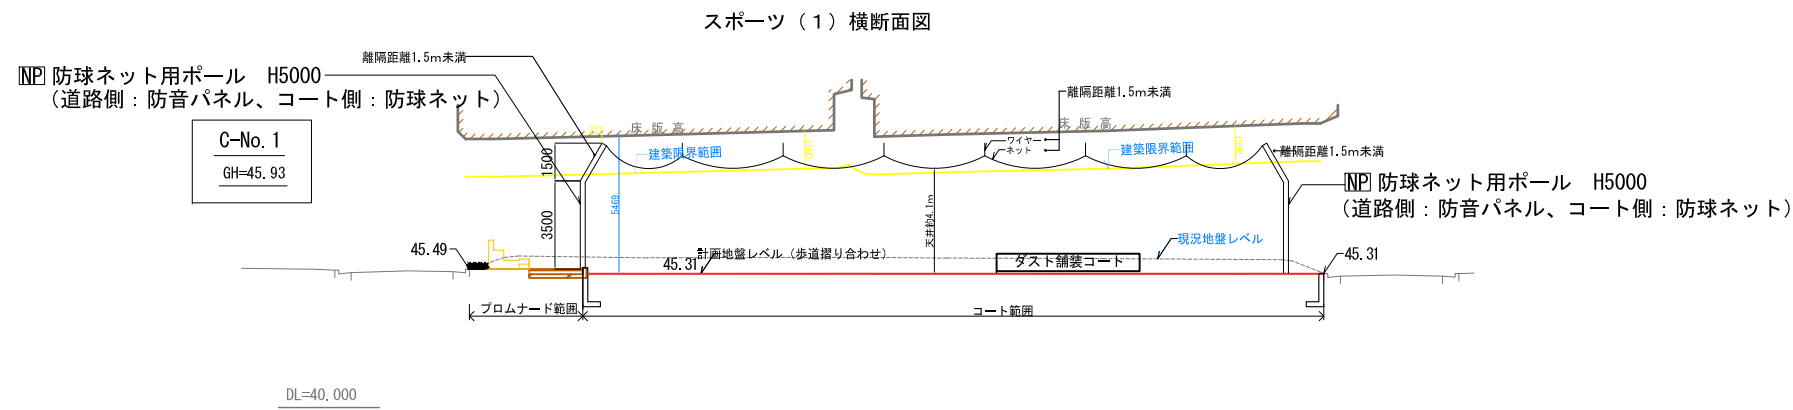 スポーツ（１）横断面図
離隔距離1.5m未満
NP 防球ネット用ポール　H5000
（道路側：防音パネル、コート側：防球ネット）
C-No.1
GH=45.93
離隔距離1.5m未満
床版高
床版高
1500
1500
ワイヤー
ネット
建築限界範囲
建築限界範囲
離隔距離1.5m未満
1500
NP 防球ネット用ポール　H5000
（道路側：防音パネル、コート側：防球ネット）
5469
3500
天井約4.1m
45.49
計画地盤レベル（歩道摺り合わせ）
45.31
ダスト舗装コート
現況地盤レベル
45.31
プロムナード範囲
コート範囲
DL=40.000